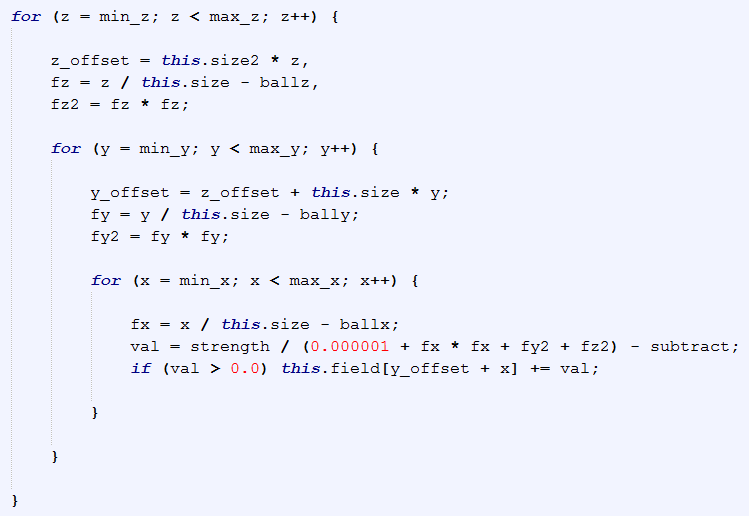 for (z = min_z; z < max_z; z++) {
z_offset = this.size2 * z,
fz = z / this.size - ballz,
fz2 = fz * fz;
for (y = min_y; y < max_y; y++) {
y_offset = z_offset + this.size * y;
fy = y / this.size - bally;
fy2 = fy * fy;
for (x = min_x; x < max_x; x++) {
fx = x / this.size - ballx;
val = strength / (0.000001 + fx * fx + fy2 + fz2) - subtract;
if (val > 0.0) this.field[y_offset + x] += val;
}
}
}